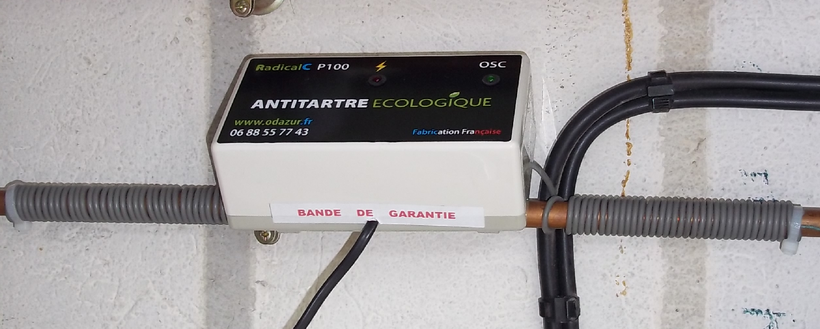 RadicalC P100 OSC
ANTITARTRE ECOLOGIQUE
www.odazur.fr
06 88 55 77 43 Fabrication Française
BANDE DE GARANTIE